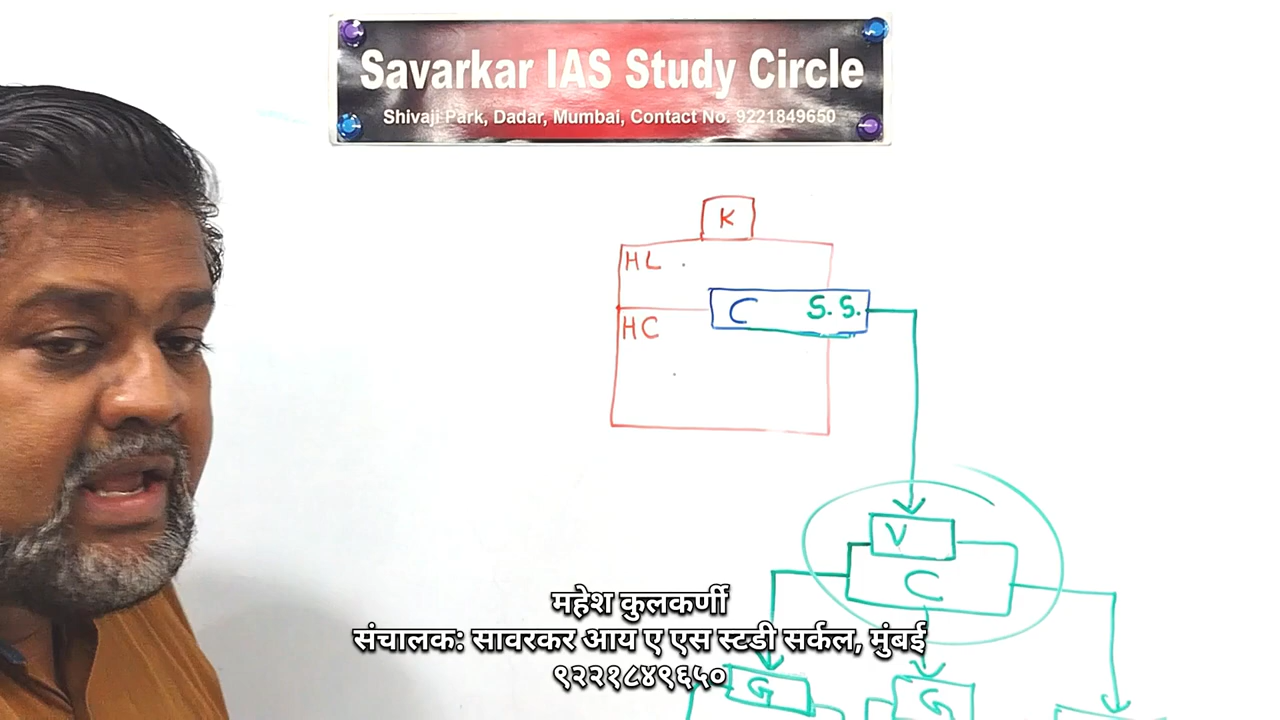 Savarkar IAS Study Circle
Shivaji Park, Dadar, Mumbai, Contact No. 9221849650
K
HL
C S.S.
HC
V
C
महेश कुलकर्णी
संचालक: सावरकर आय ए एस स्टडी सर्कल, मुंबई
९२२१८४९६५०
G G